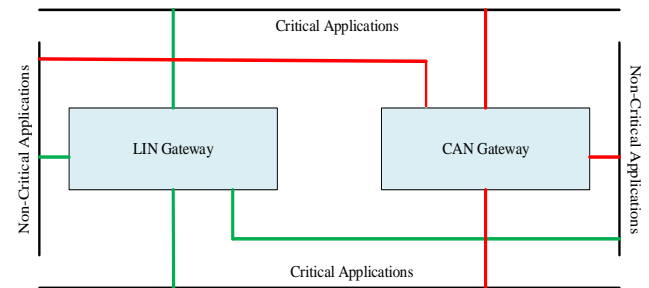 Critical Applications
Non-Critical Applications
LIN Gateway
CAN Gateway
Non-Critical Applications
Critical Applications